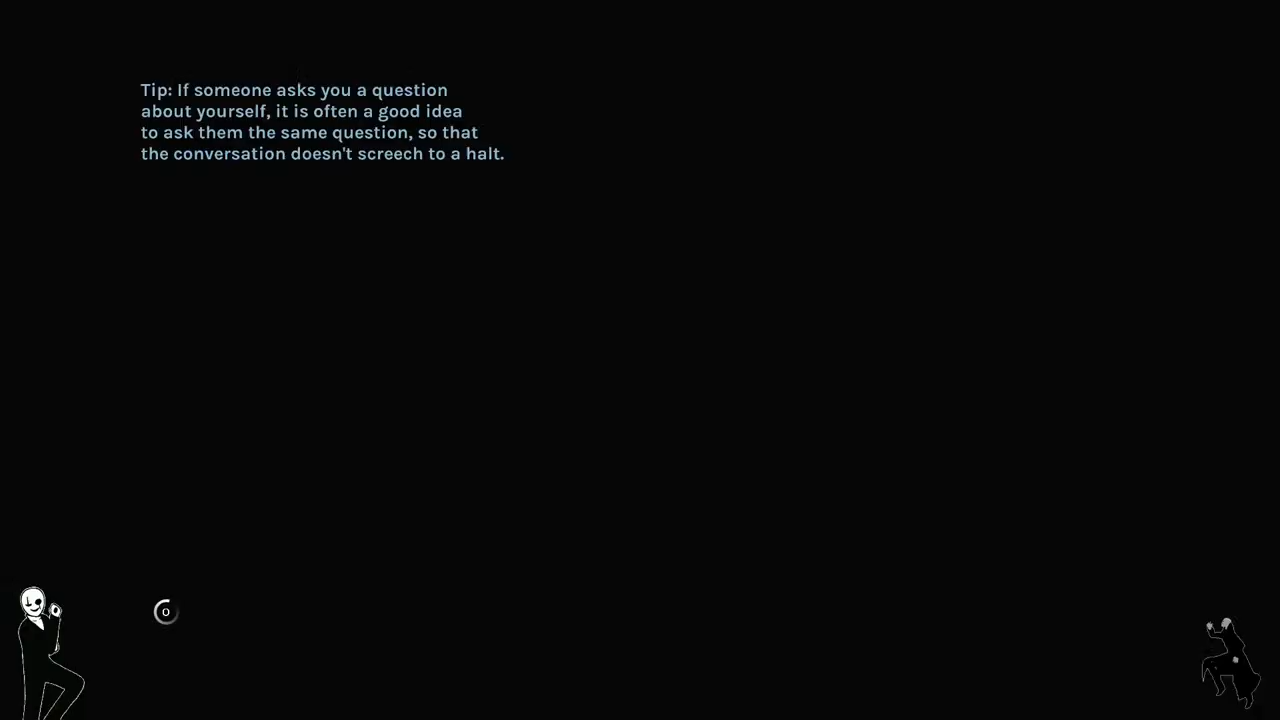 Tip: If someone asks you a question
about yourself, it is often a good idea
to ask them the same question, so that
the conversation doesn't screech to a halt.
O